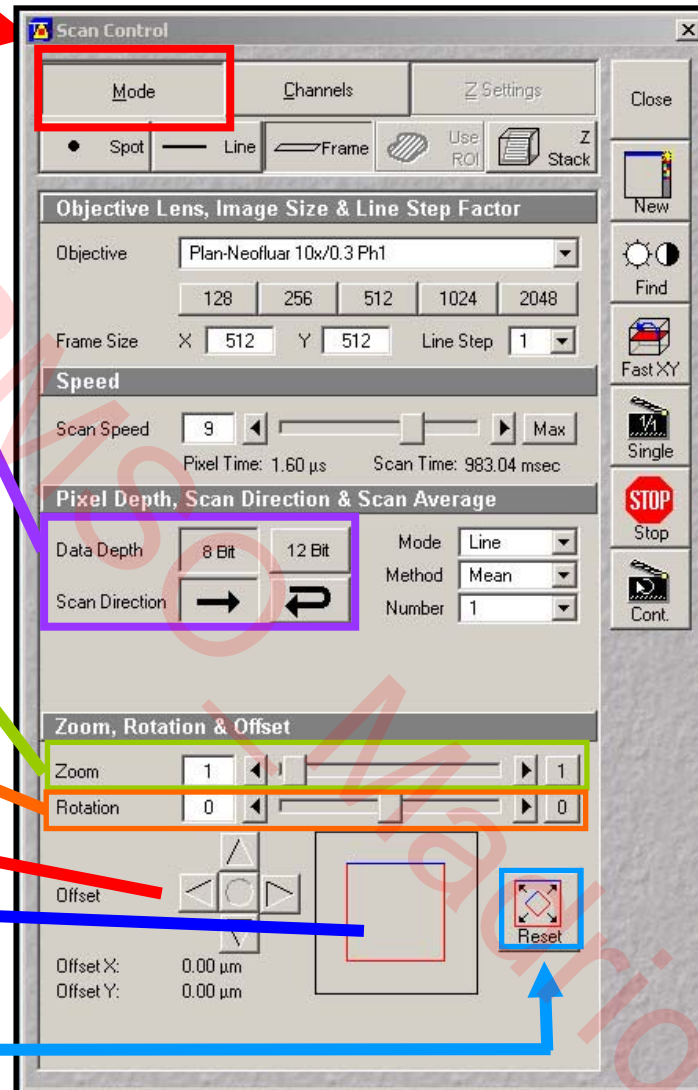 Scan Control
Mode Channels Z Settings Close
Spot Line Frame Use ROI Z Stack
New
Objective Lens, Image Size & Line Step Factor
Objective Plan-Neofluar 10x/0.3 Ph1
Find
128 256 512 1024 2048
Frame Size X 512 Y 512 Line Step 1
Fast XY
Speed
Scan Speed 9 Max
Pixel Time: 1.60 µs Scan Time: 983.04 msec
1/1
Single
Pixel Depth, Scan Direction & Scan Average
STOP
Stop
Data Depth 8 Bit 12 Bit Mode Line
Method Mean
Scan Direction Number 1
Cont.
Zoom, Rotation & Offset
Zoom 1 1
Rotation 0 0
Offset
Reset
Offset X: 0.00 µm
Offset Y: 0.00 µm